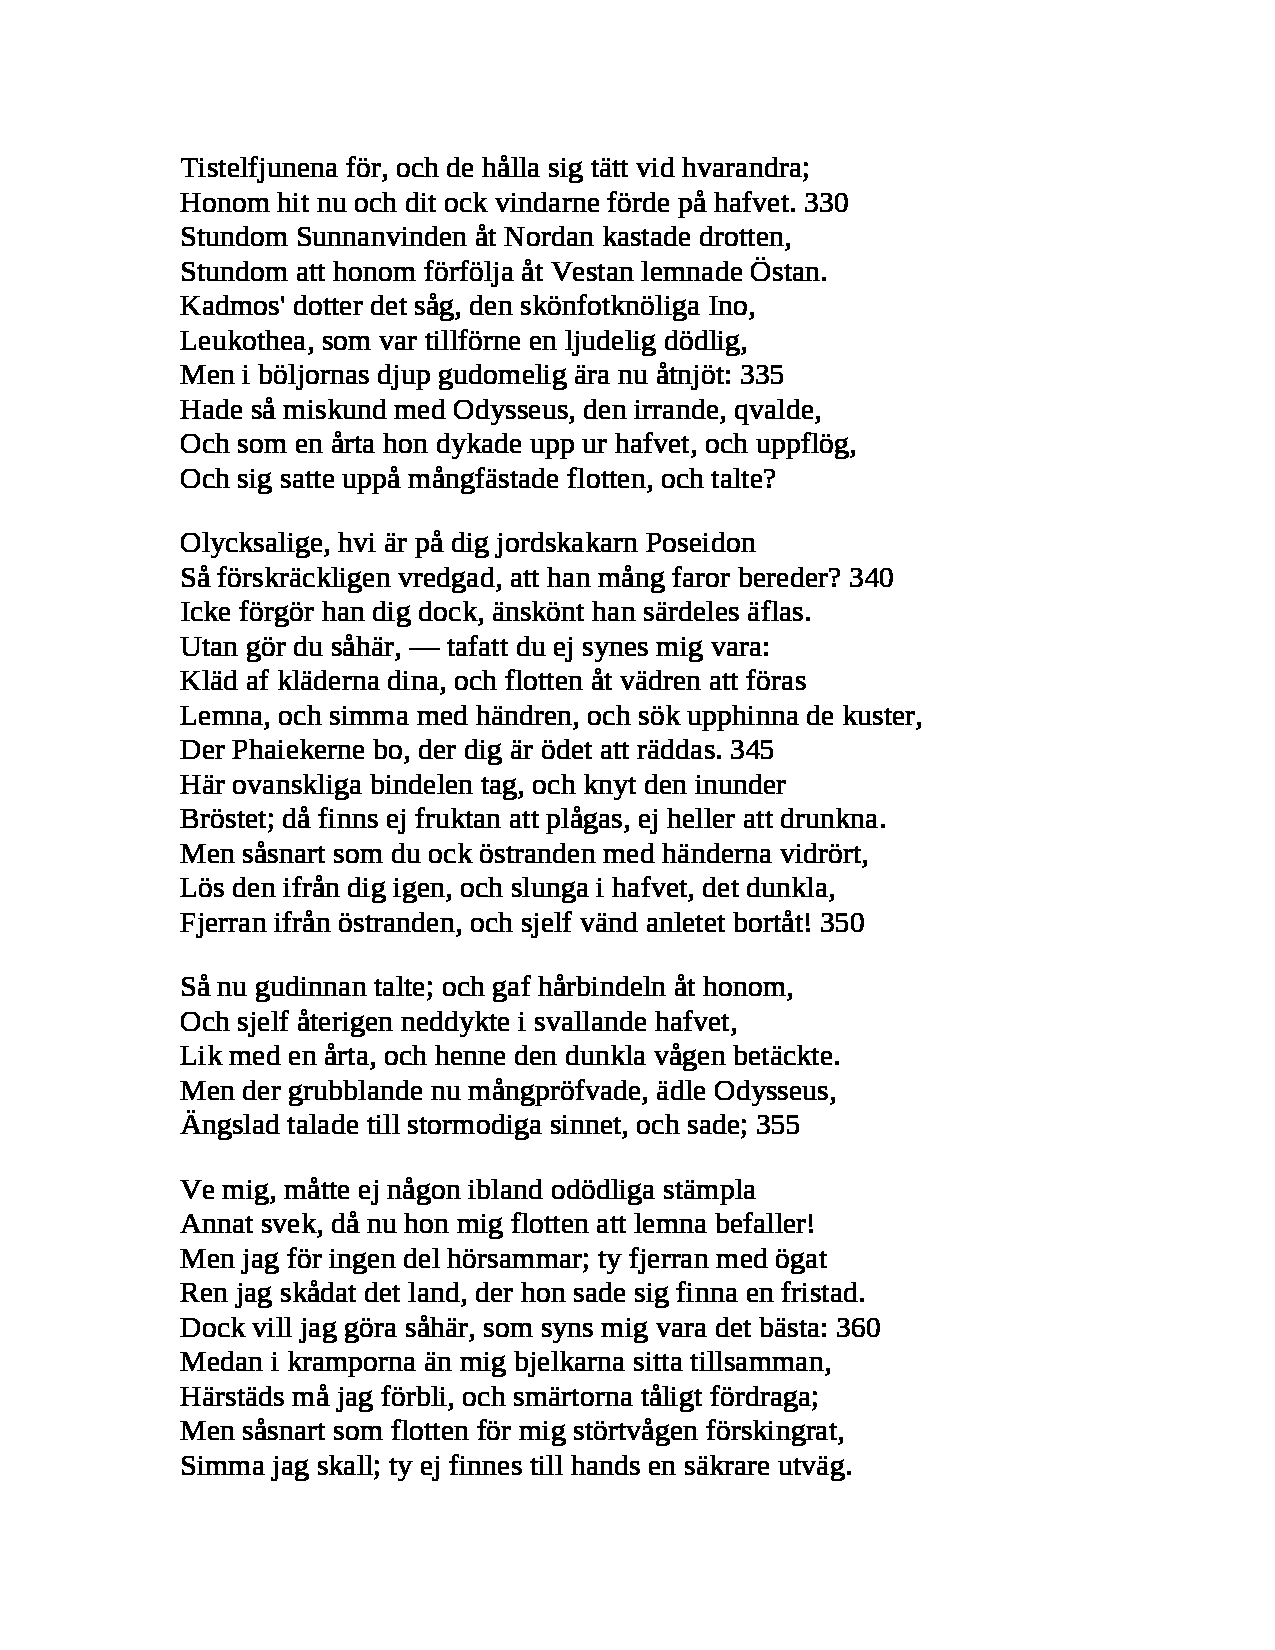 Tistelfjunena för, och de hålla sig tätt vid hvarandra;
Honom hit nu och dit ock vindarne förde på hafvet. 330
Stundom Sunnanvinden åt Nordan kastade drotten,
Stundom att honom förfölja åt Vestan lemnade Östan.
Kadmos' dotter det såg, den skönfotknöliga Ino,
Leukothea, som var tillförne en ljudelig dödlig,
Men i böljornas djup gudomelig ära nu åtnjöt: 335
Hade så miskund med Odysseus, den irrande, qvalde,
Och som en årta hon dykade upp ur hafvet, och uppflög,
Och sig satte uppå mångfästade flotten, och talte?
Olycksalige, hvi är på dig jordskakarn Poseidon
Så förskräckligen vredgad, att han mång faror bereder? 340
Icke förgör han dig dock, änskönt han särdeles äflas.
Utan gör du såhär, — tafatt du ej synes mig vara:
Kläd af kläderna dina, och flotten åt vädren att föras
Lemna, och simma med händren, och sök upphinna de kuster,
Der Phaiekerne bo, der dig är ödet att räddas. 345
Här ovanskliga bindelen tag, och knyt den inunder
Bröstet; då finns ej fruktan att plågas, ej heller att drunkna.
Men såsnart som du ock östranden med händerna vidrört,
Lös den ifrån dig igen, och slunga i hafvet, det dunkla,
Fjerran ifrån östranden, och sjelf vänd anletet bortåt! 350
Så nu gudinnan talte; och gaf hårbindeln åt honom,
Och sjelf återigen neddykte i svallande hafvet,
Lik med en årta, och henne den dunkla vågen betäckte.
Men der grubblande nu mångpröfvade, ädle Odysseus,
Ängslad talade till stormodiga sinnet, och sade; 355
Ve mig, måtte ej någon ibland odödliga stämpla
Annat svek, då nu hon mig flotten att lemna befaller!
Men jag för ingen del hörsammar; ty fjerran med ögat
Ren jag skådat det land, der hon sade sig finna en fristad.
Dock vill jag göra såhär, som syns mig vara det bästa: 360
Medan i kramporna än mig bjelkarna sitta tillsamman,
Härstäds må jag förbli, och smärtorna tåligt fördraga;
Men såsnart som flotten för mig störtvågen förskingrat,
Simma jag skall; ty ej finnes till hands en säkrare utväg.